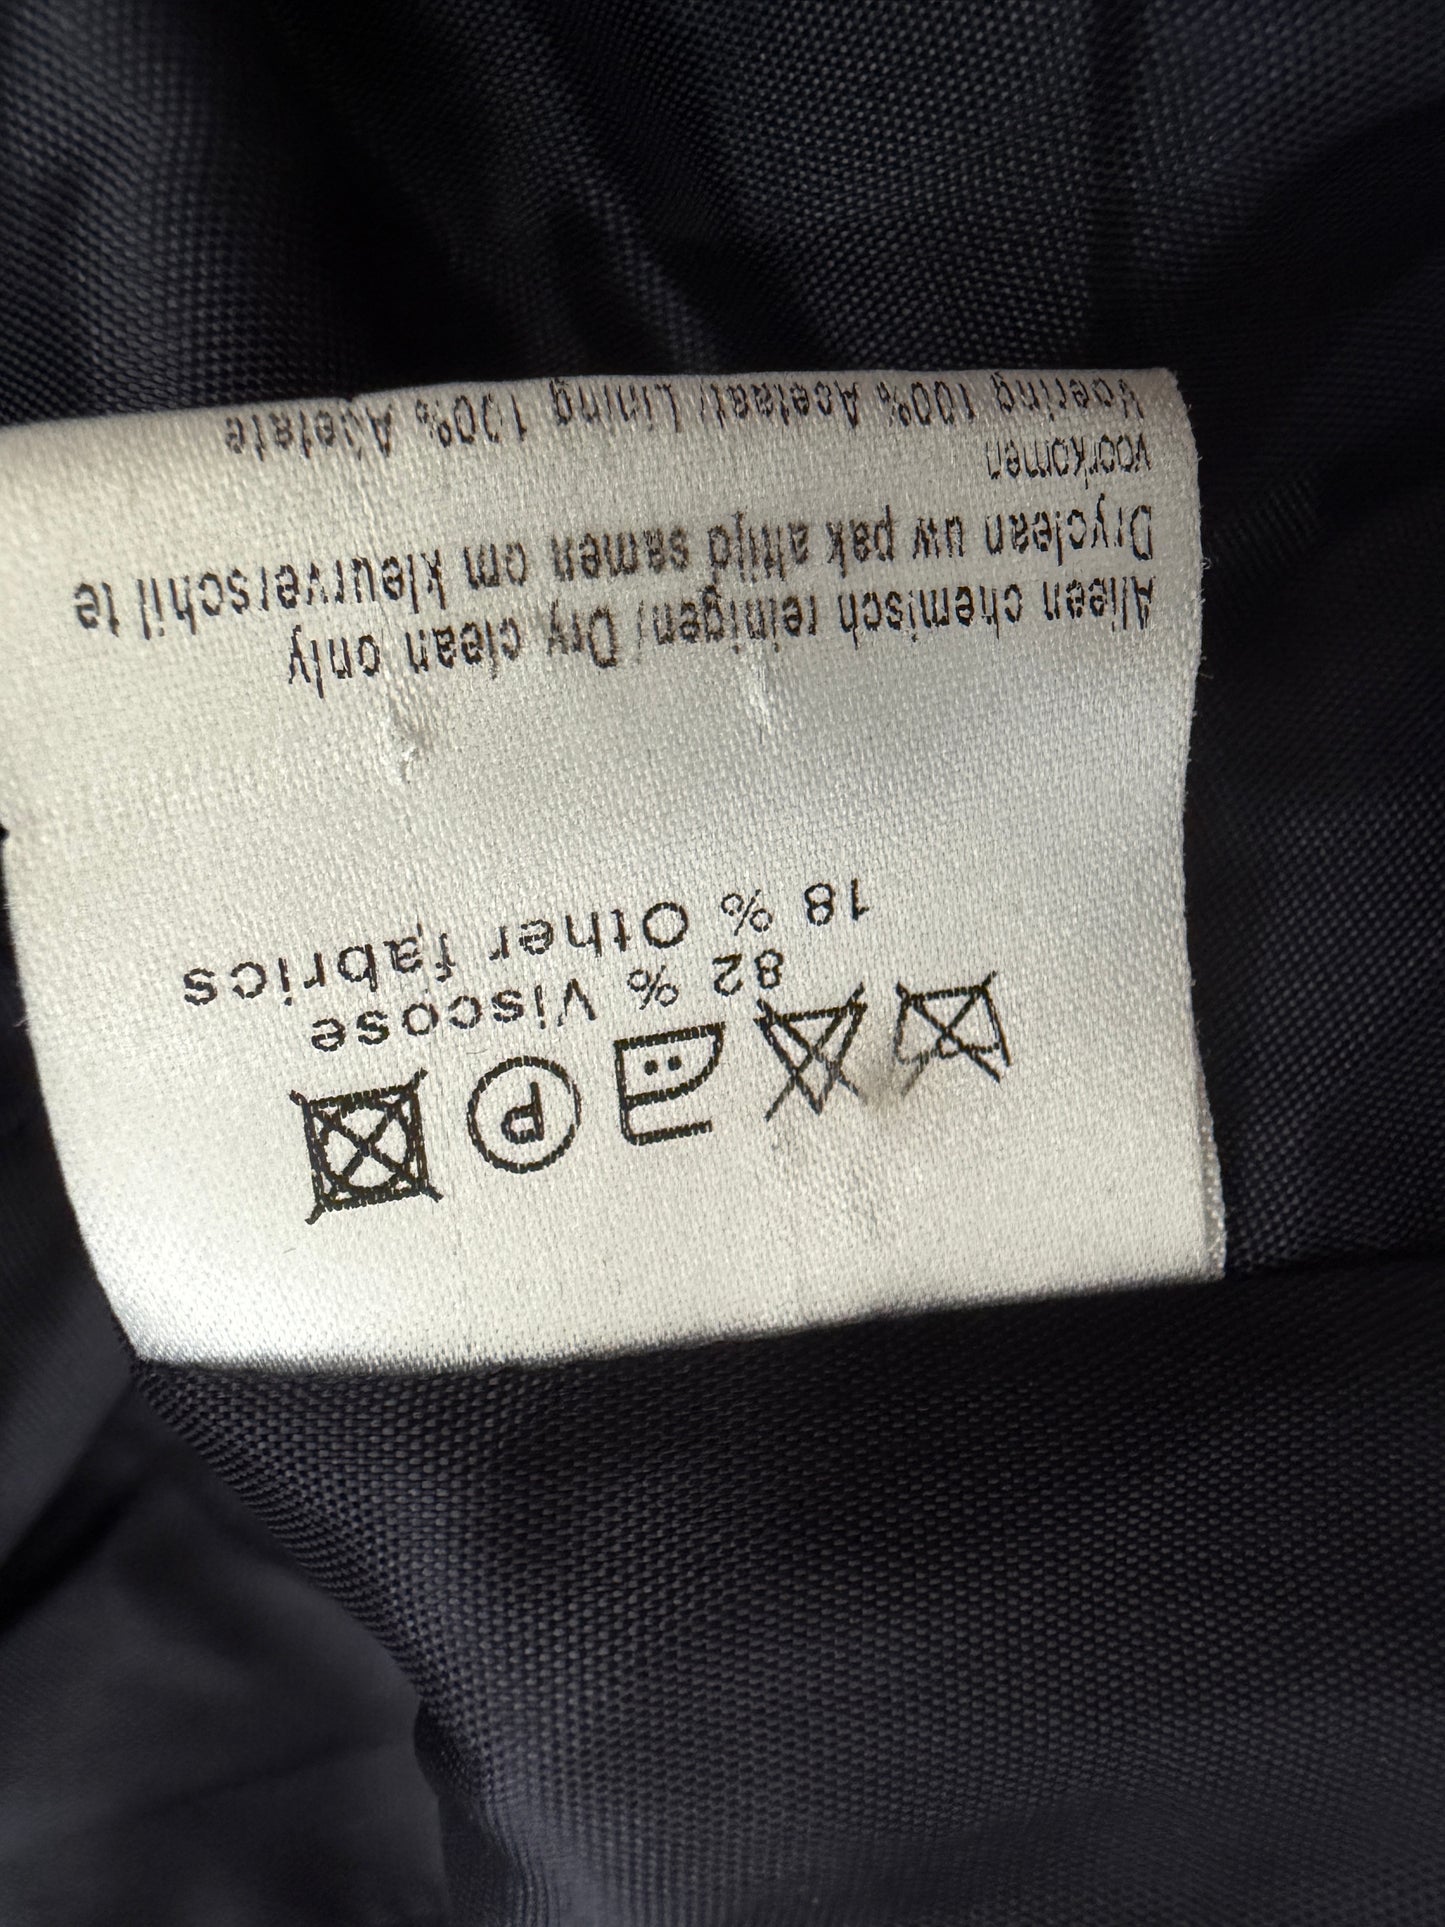 P
82 % Viscose
18 % Other fabrics
Alleen chemisch reinigen/ Dry clean only
Dryclean uw pak altijd samen om kleurverschil te
voorkomen
Voering 100% Acetaat/ Lining 100% Acetate